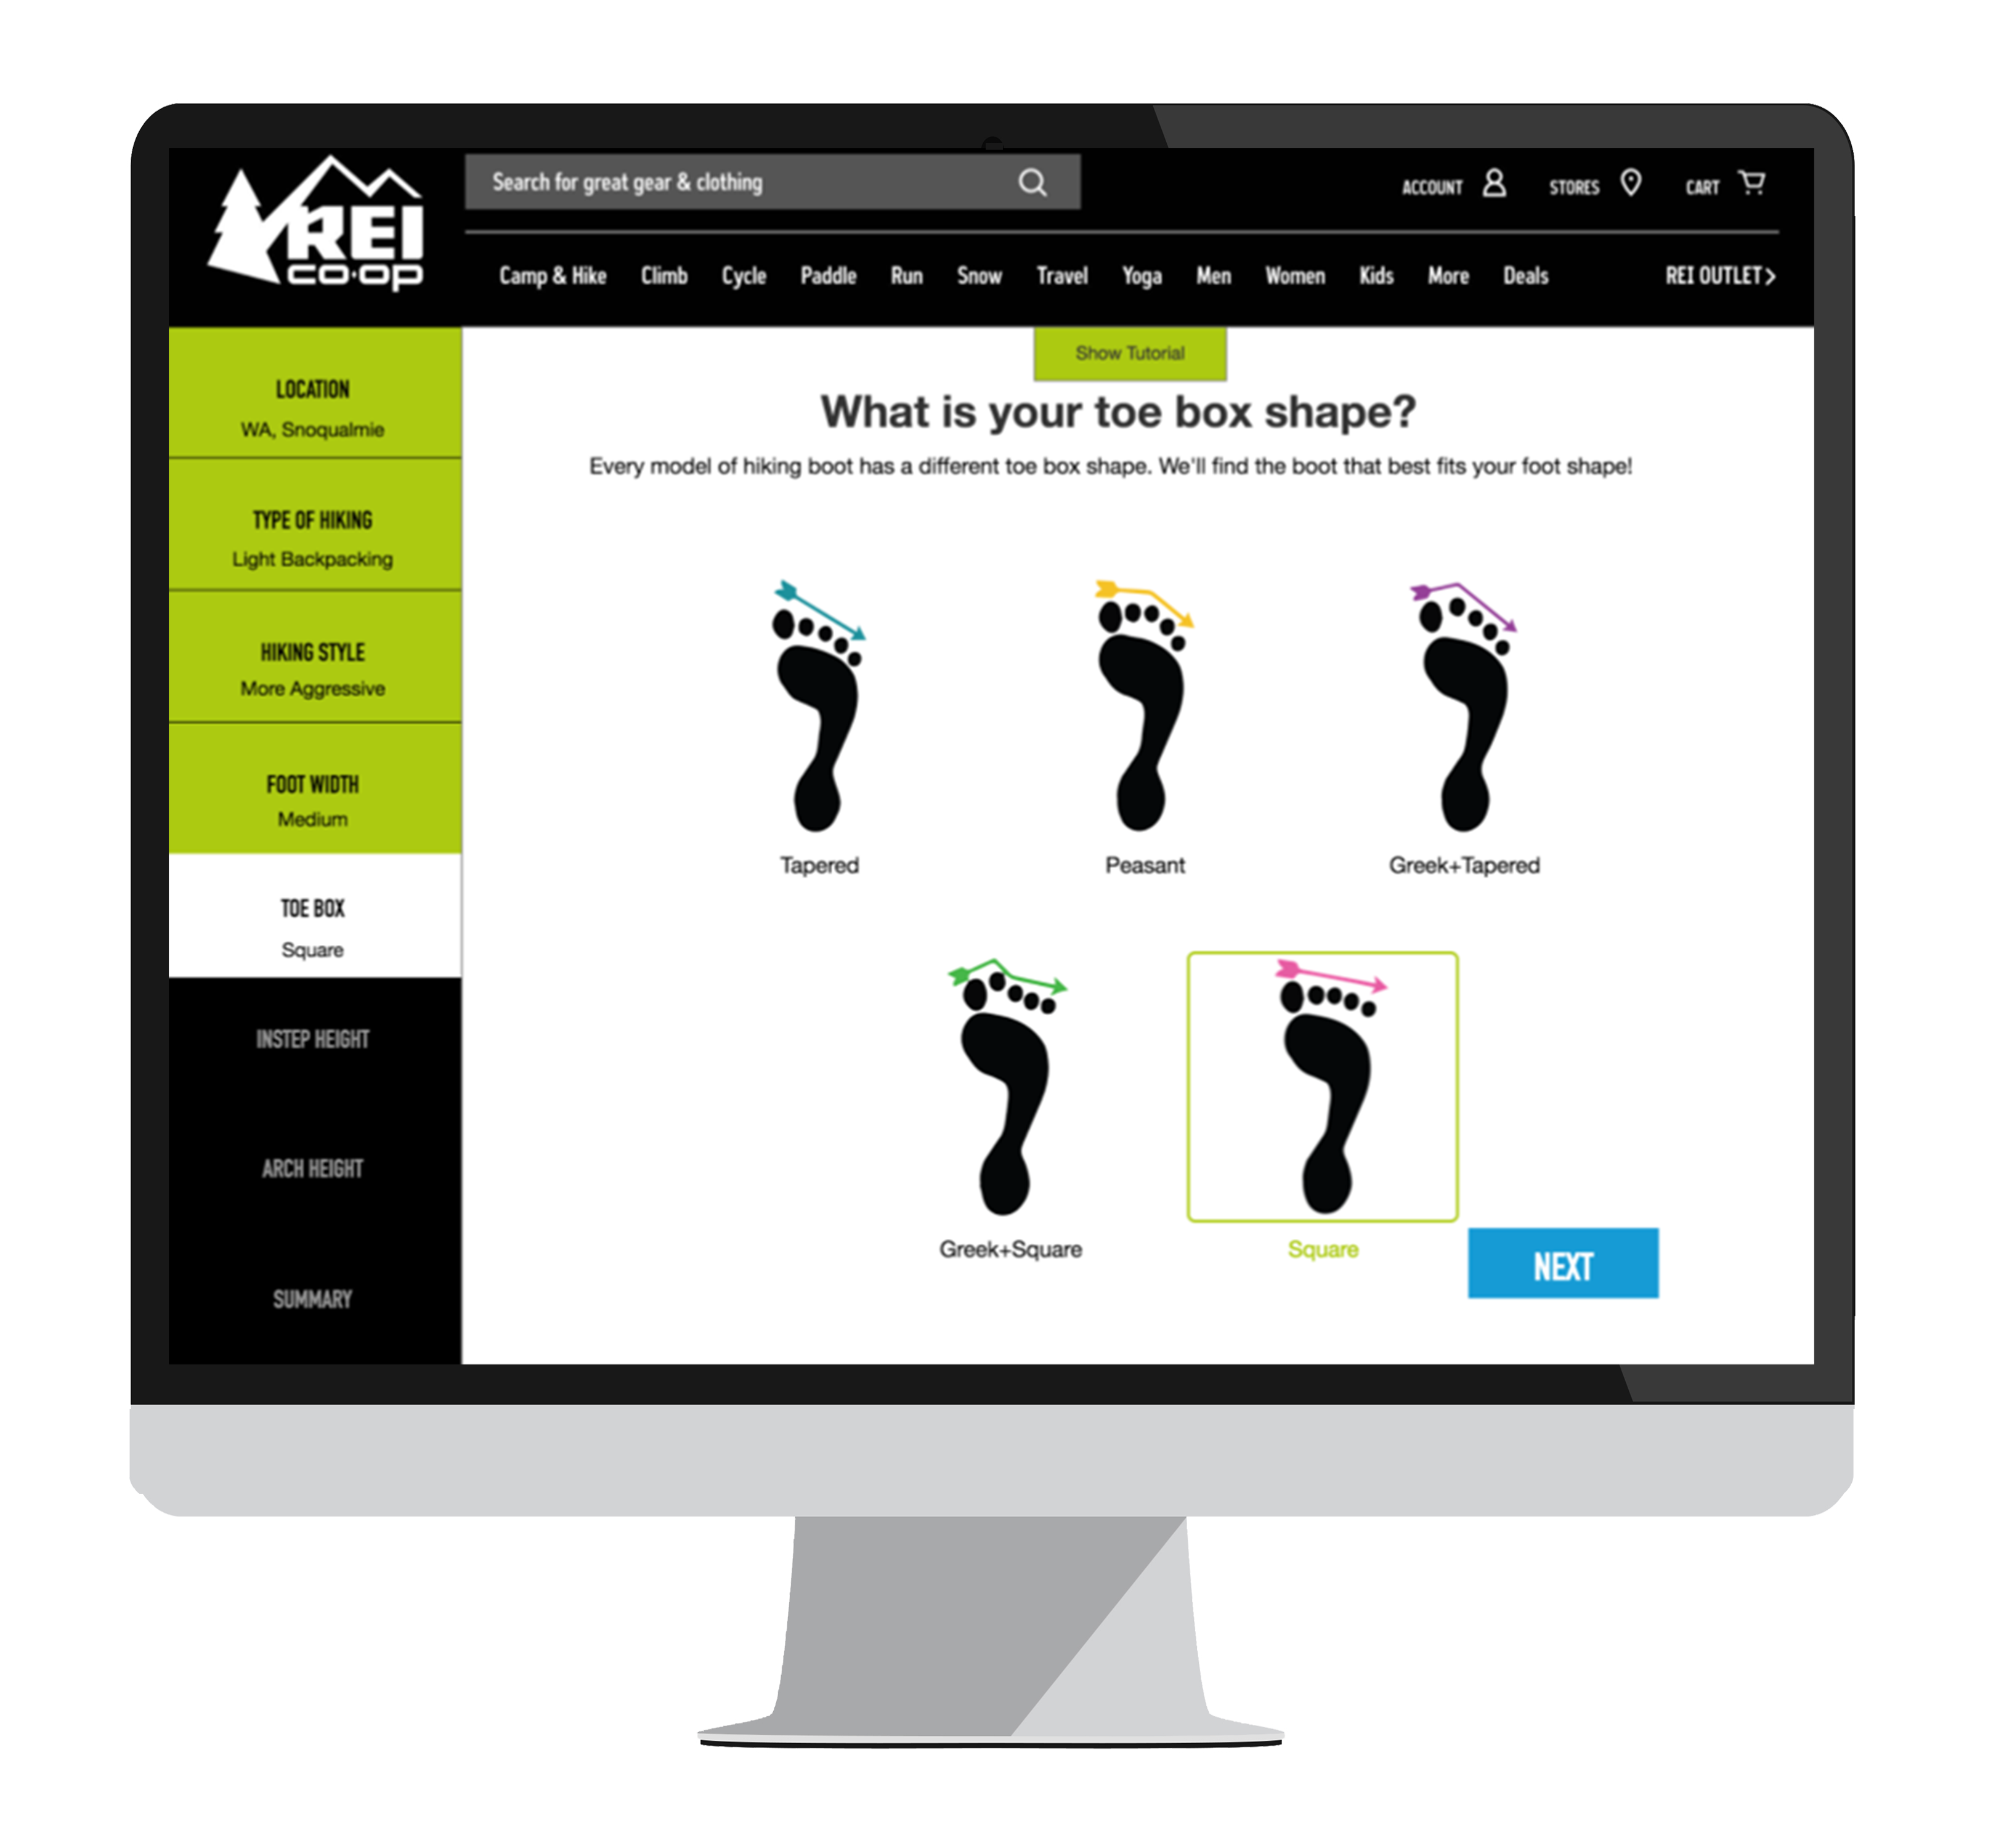 REI
co·op
Search for great gear & clothing
ACCOUNT
STORES
CART
Camp & Hike Climb Cycle Paddle Run Snow Travel Yoga Men Women Kids More Deals REI OUTLET>
LOCATION
WA, Snoqualmie
TYPE OF HIKING
Light Backpacking
HIKING STYLE
More Aggressive
FOOT WIDTH
Medium
TOE BOX
Square
INSTEP HEIGHT
ARCH HEIGHT
SUMMARY
Show Tutorial
What is your toe box shape?
Every model of hiking boot has a different toe box shape. We'll find the boot that best fits your foot shape!
Tapered
Peasant
Greek+Tapered
Greek+Square
Square
NEXT